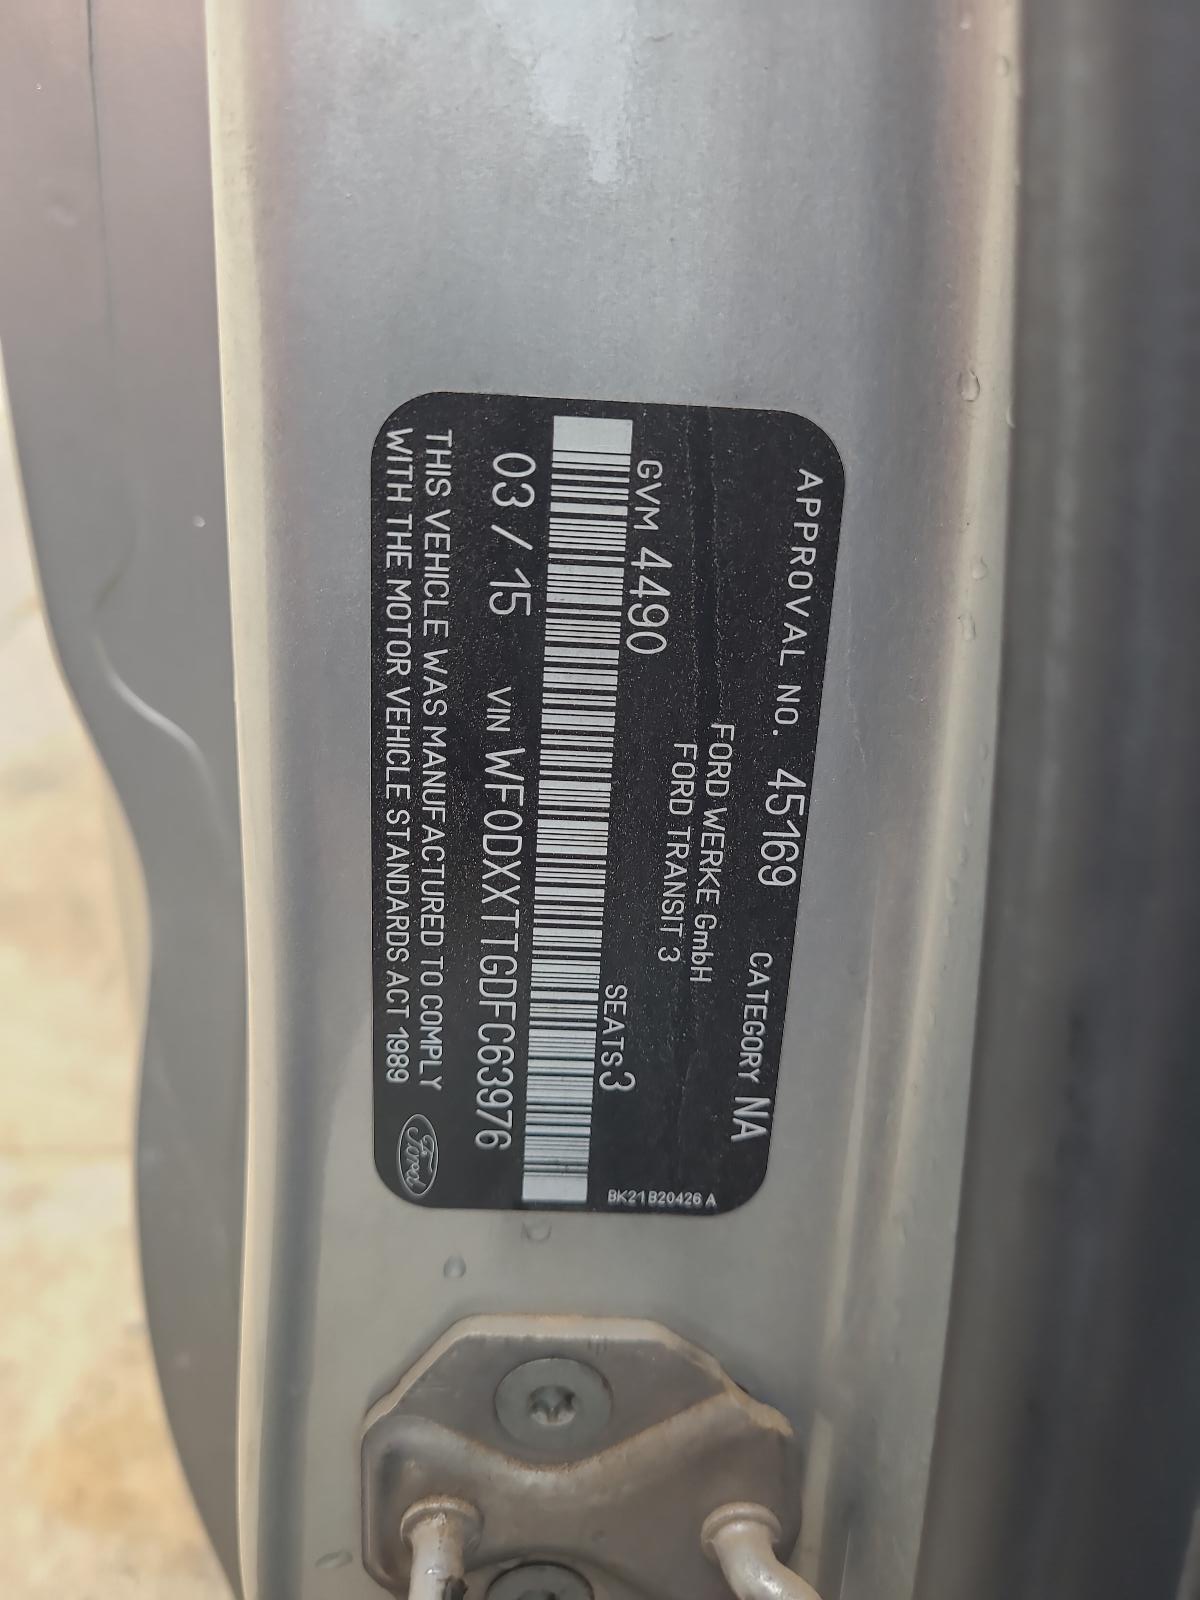 APPROVAL NO. 45169 CATEGORY NA
FORD WERKE GmbH
FORD TRANSIT 3
GVM 4490 SEATS 3
BK21B20426 A
03 / 15 VIN WF0DXXTTGDFC63976
THIS VEHICLE WAS MANUFACTURED TO COMPLY
WITH THE MOTOR VEHICLE STANDARDS ACT 1989
Ford